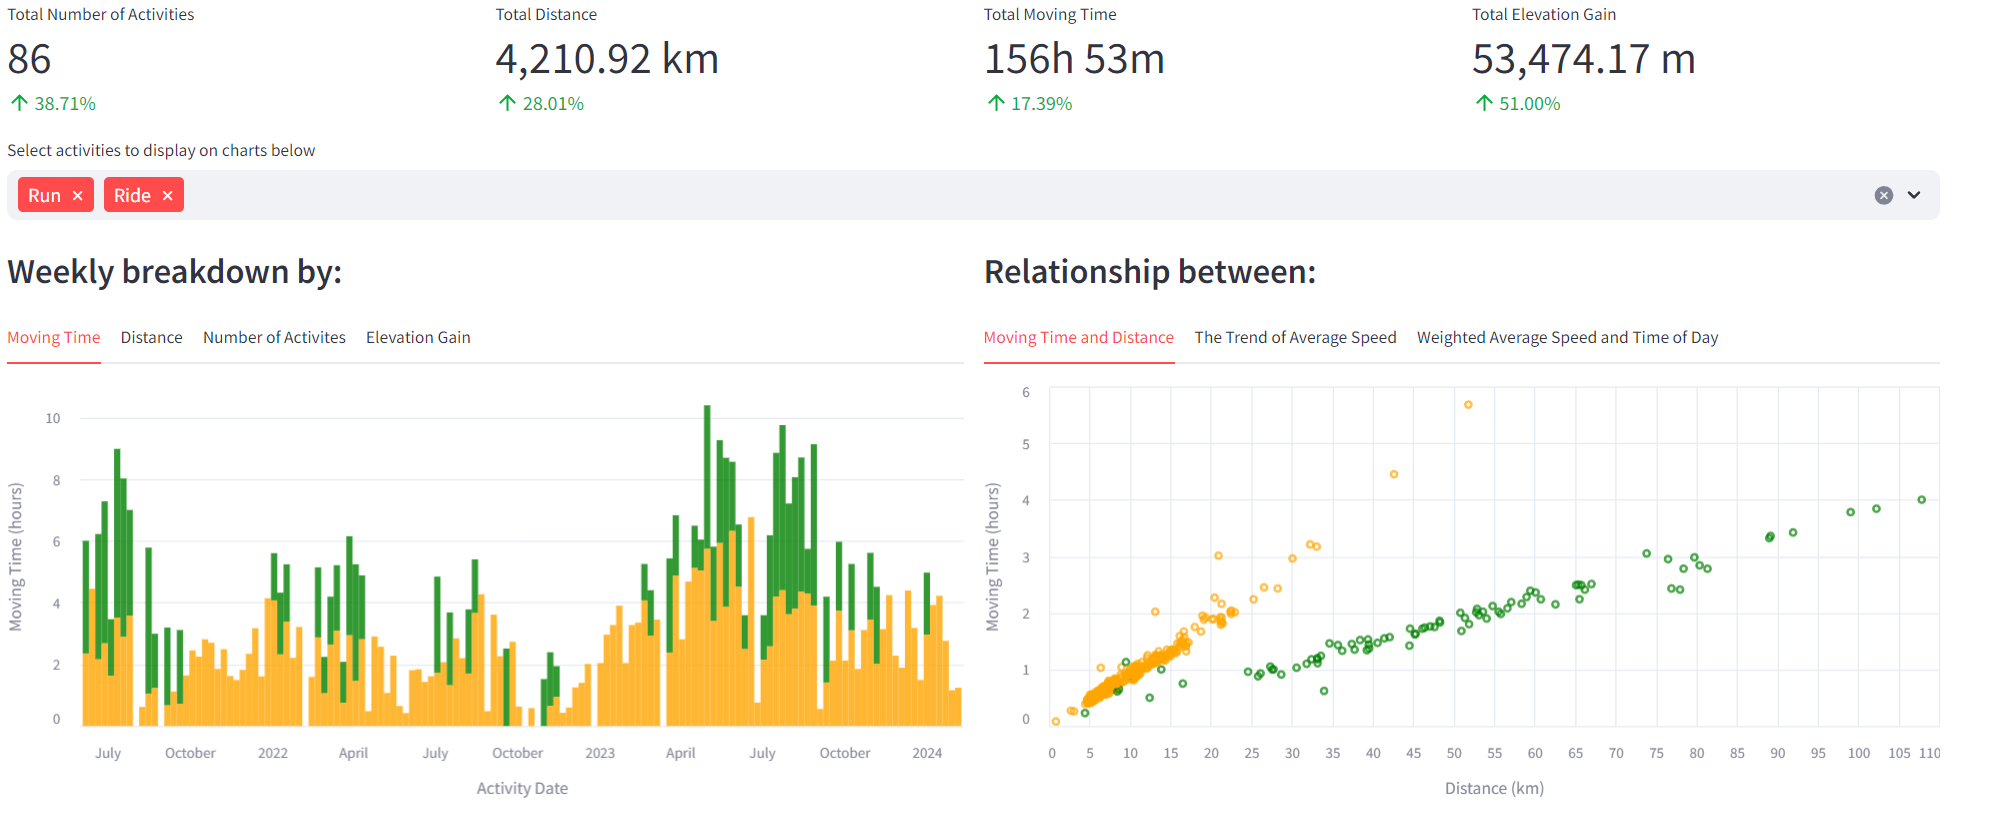 Total Number of Activities
86
↑ 38.71%
Total Distance
4,210.92 km
↑ 28.01%
Total Moving Time
156h 53m
↑ 17.39%
Total Elevation Gain
53,474.17 m
↑ 51.00%
Select activities to display on charts below
Run × Ride ×
Weekly breakdown by:
Moving Time Distance Number of Activites Elevation Gain
Moving Time (hours)
10
8
6
4
2
0
July October 2022 April July October 2023 April July October 2024
Activity Date
Relationship between:
Moving Time and Distance The Trend of Average Speed Weighted Average Speed and Time of Day
Moving Time (hours)
6
5
4
3
2
1
0
0 5 10 15 20 25 30 35 40 45 50 55 60 65 70 75 80 85 90 95 100 105 110
Distance (km)